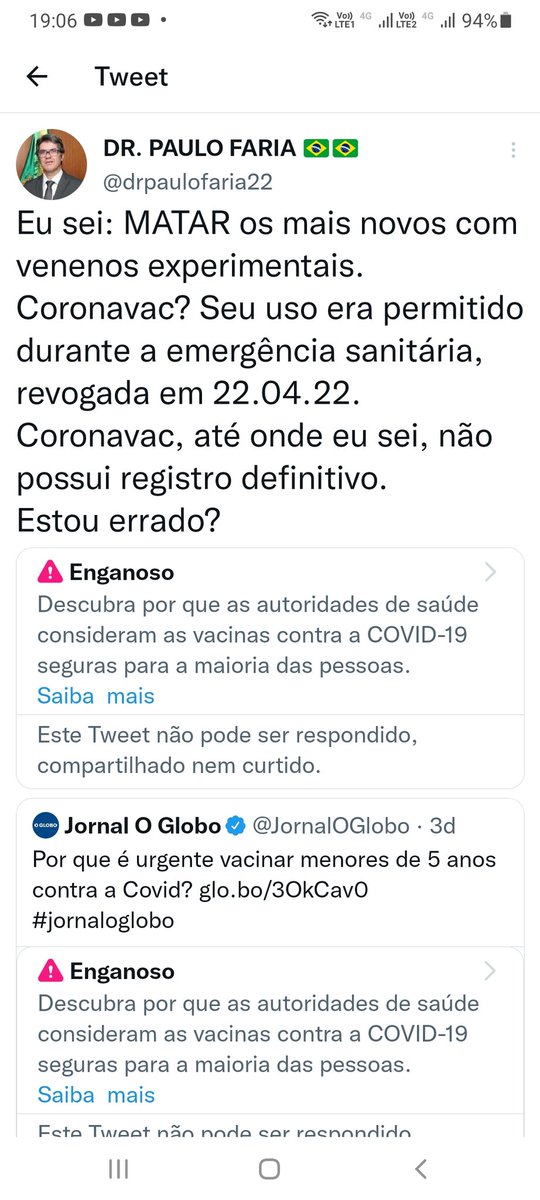 19:06 Vo)) LTE1 4G Vo)) LTE2 4G 94%
Tweet
DR. PAULO FARIA 🇧🇷🇧🇷
@drpaulofaria22
Eu sei: MATAR os mais novos com
venenos experimentais.
Coronavac? Seu uso era permitido
durante a emergência sanitária,
revogada em 22.04.22.
Coronavac, até onde eu sei, não
possui registro definitivo.
Estou errado?
Enganoso
Descubra por que as autoridades de saúde
consideram as vacinas contra a COVID-19
seguras para a maioria das pessoas.
Saiba mais
Este Tweet não pode ser respondido,
compartilhado nem curtido.
O GLOBO Jornal O Globo @JornalOGlobo · 3d
Por que é urgente vacinar menores de 5 anos
contra a Covid? glo.bo/3OkCav0
#jornaloglobo
Enganoso
Descubra por que as autoridades de saúde
consideram as vacinas contra a COVID-19
seguras para a maioria das pessoas.
Saiba mais
Este Tweet não pode ser respondido